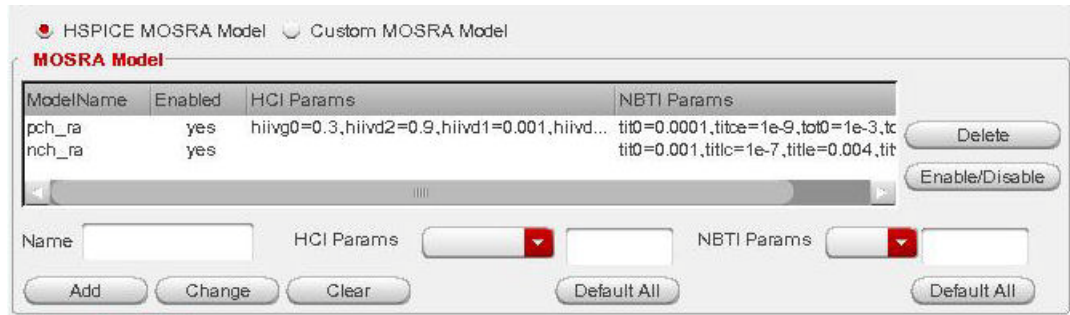 HSPICE MOSRA Model Custom MOSRA Model
MOSRA Model
ModelName Enabled HCI Params NBTI Params
pch_ra yes hiivg0=0.3,hiivd2=0.9,hiivd1=0.001,hiivd... tit0=0.0001,titce=1e-9,tot0=1e-3,tc
nch_ra yes tit0=0.001,titlc=1e-7,title=0.004,tit
Delete
Enable/Disable
Name HCI Params NBTI Params
Add Change Clear Default All Default All